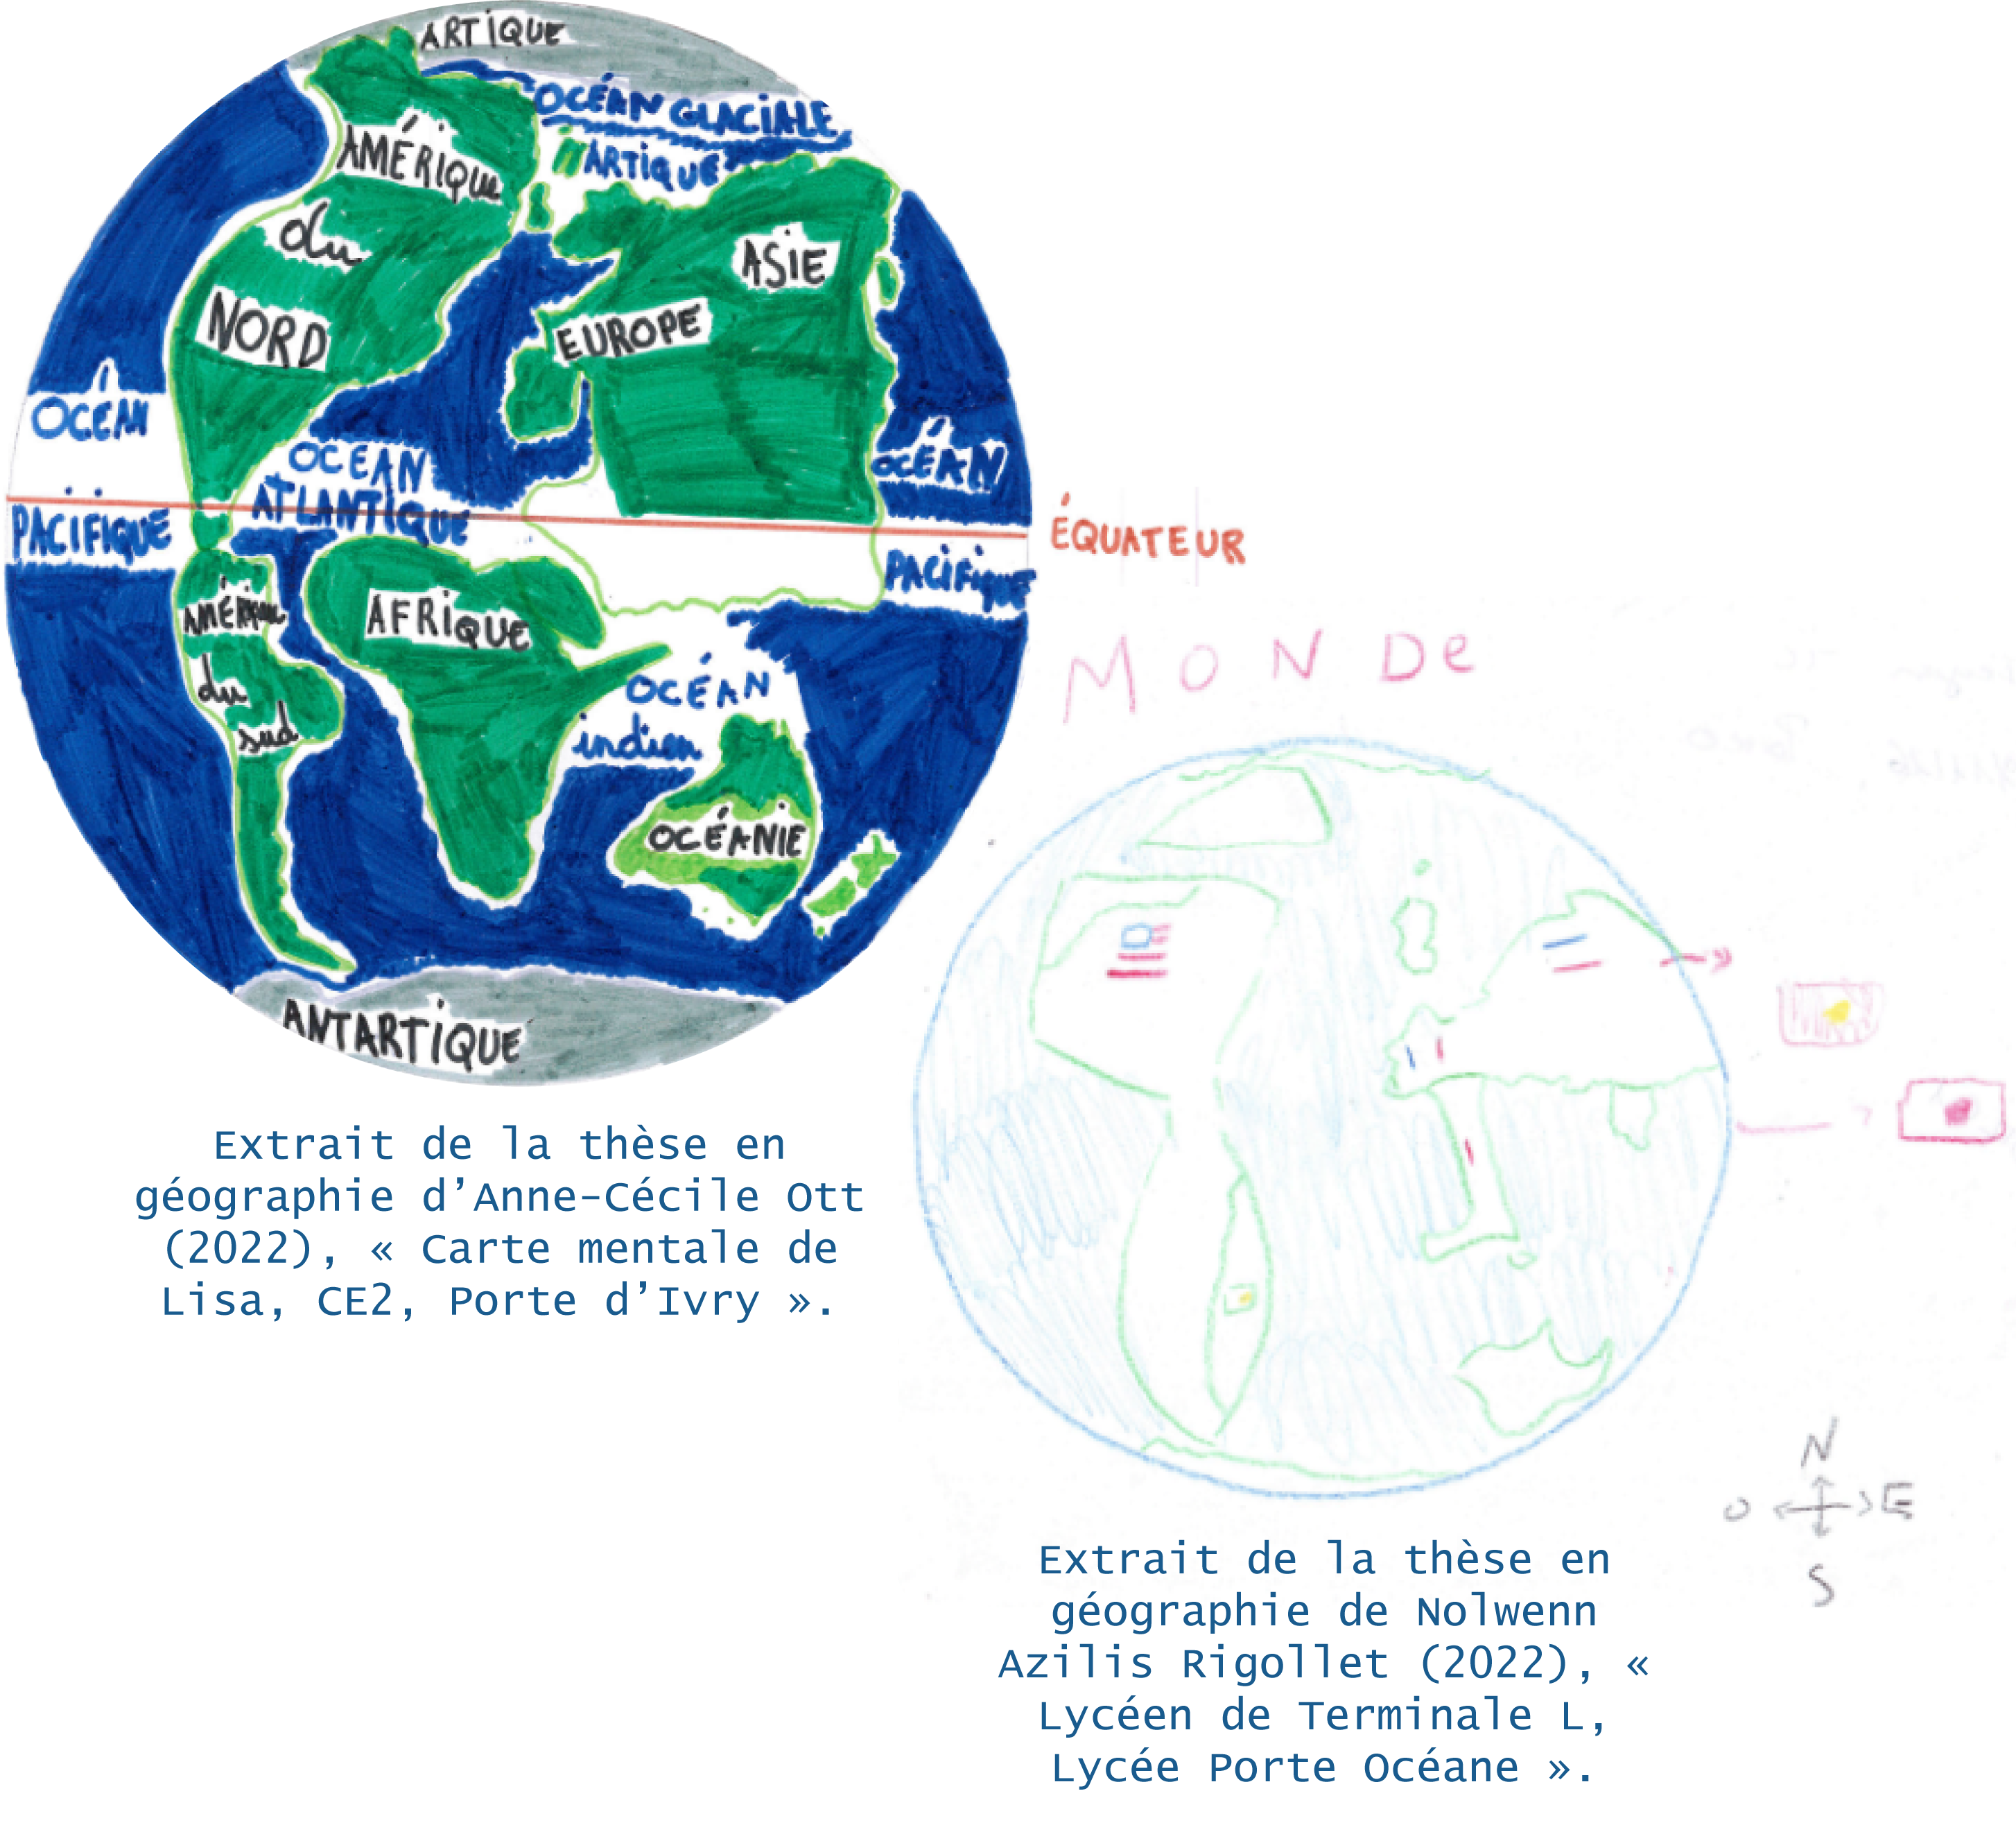 ARTIQUE
OCÉAN GLACIALE
ARTIQUE
AMÉRIQUE
du
NORD
ASIE
EUROPE
OCÉAN
PACIFIQUE
OCEAN
ATLANTIQUE
OCÉAN
PACIFIQUE
ÉQUATEUR
AMÉRIQUE
du
sud
AFRIQUE
OCÉAN
indien
OCÉANIE
ANTARTIQUE
Extrait de la thèse en
géographie d’Anne-Cécile Ott
(2022), « Carte mentale de
Lisa, CE2, Porte d’Ivry ».
MONDe
N
O E
S
Extrait de la thèse en
géographie de Nolwenn
Azilis Rigollet (2022), «
Lycéen de Terminale L,
Lycée Porte Océane ».